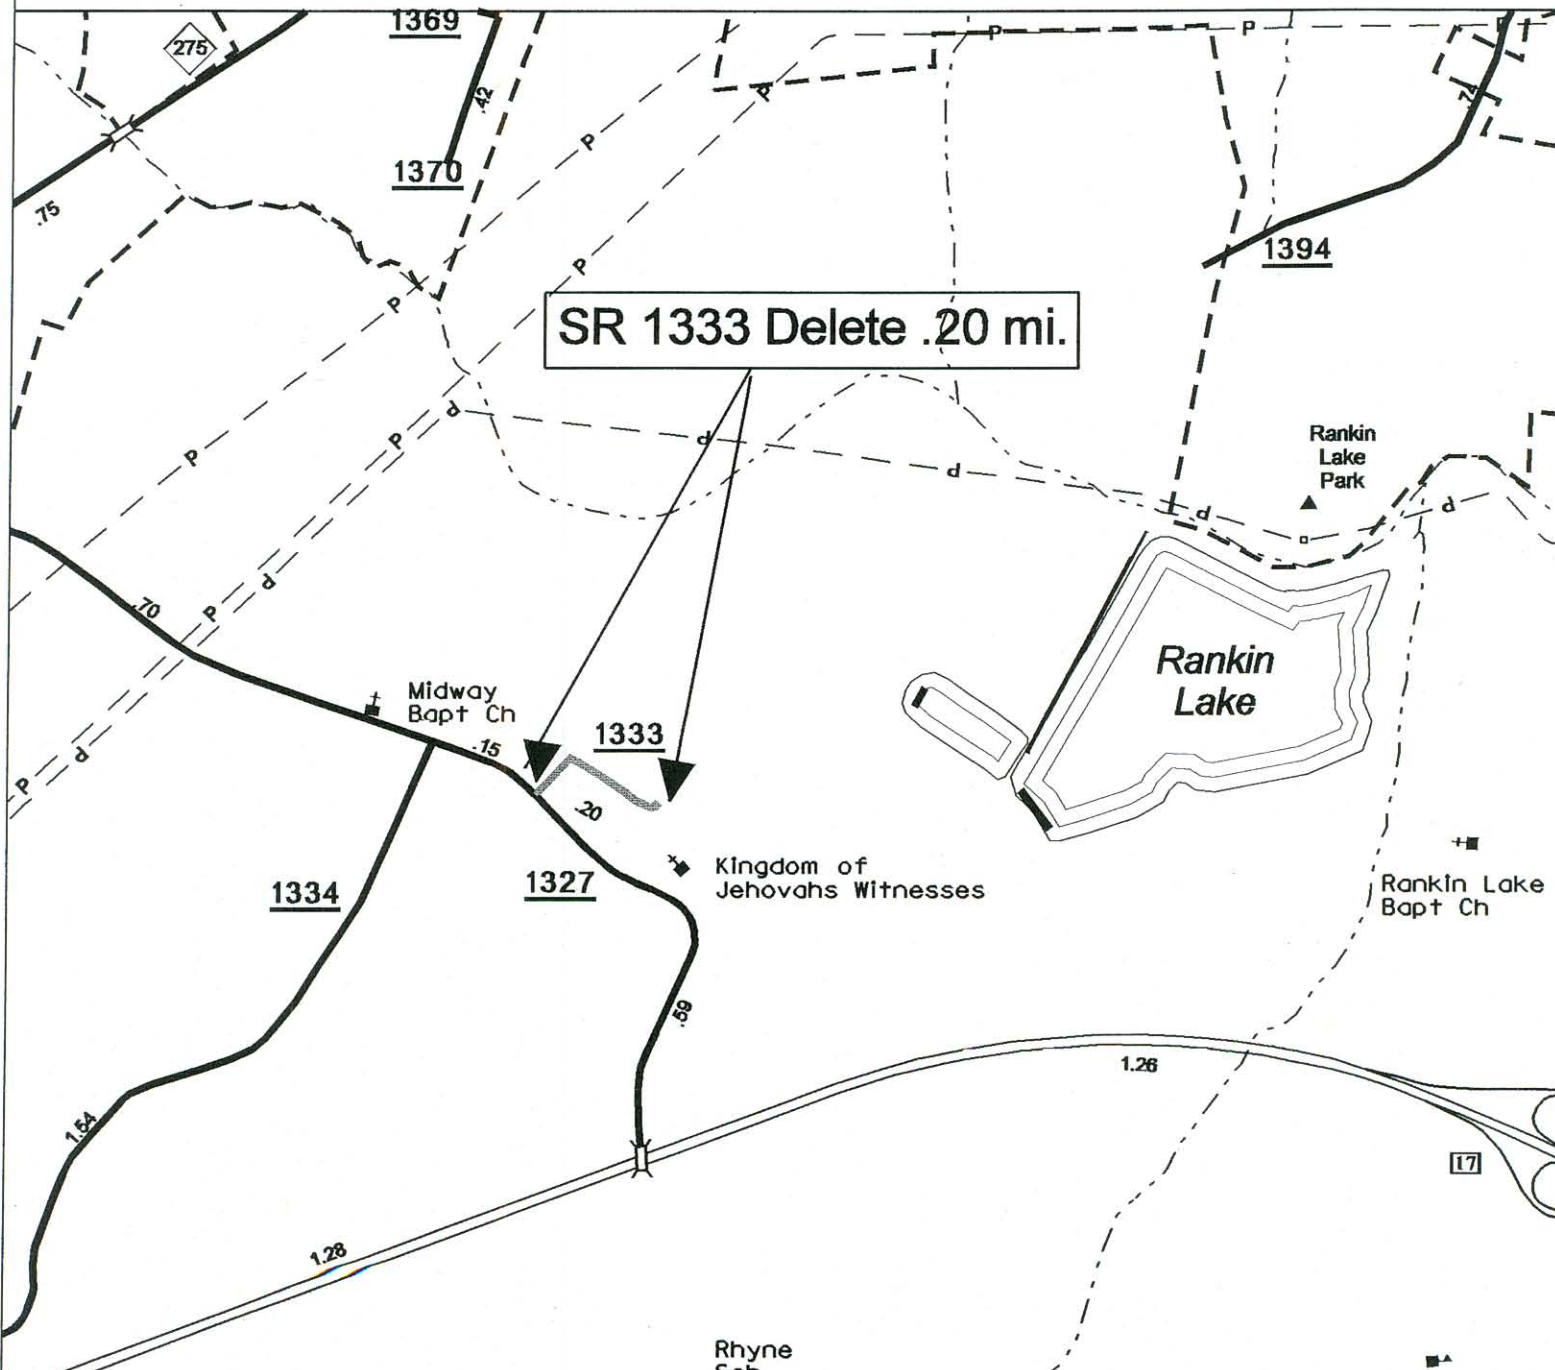 1369
275
P
P
P
.42
P
P
.74
1370
.75
P
1394
P
SR 1333 Delete .20 mi.
P
d
P
d
P
d
Rankin
Lake
Park
d
d
d
P
.70
Rankin
Lake
Midway
Bapt Ch
.15
1333
P
d
.20
Kingdom of
Jehovahs Witnesses
1334
1327
Rankin Lake
Bapt Ch
.59
1.26
1.54
17
1.28
Rhyne